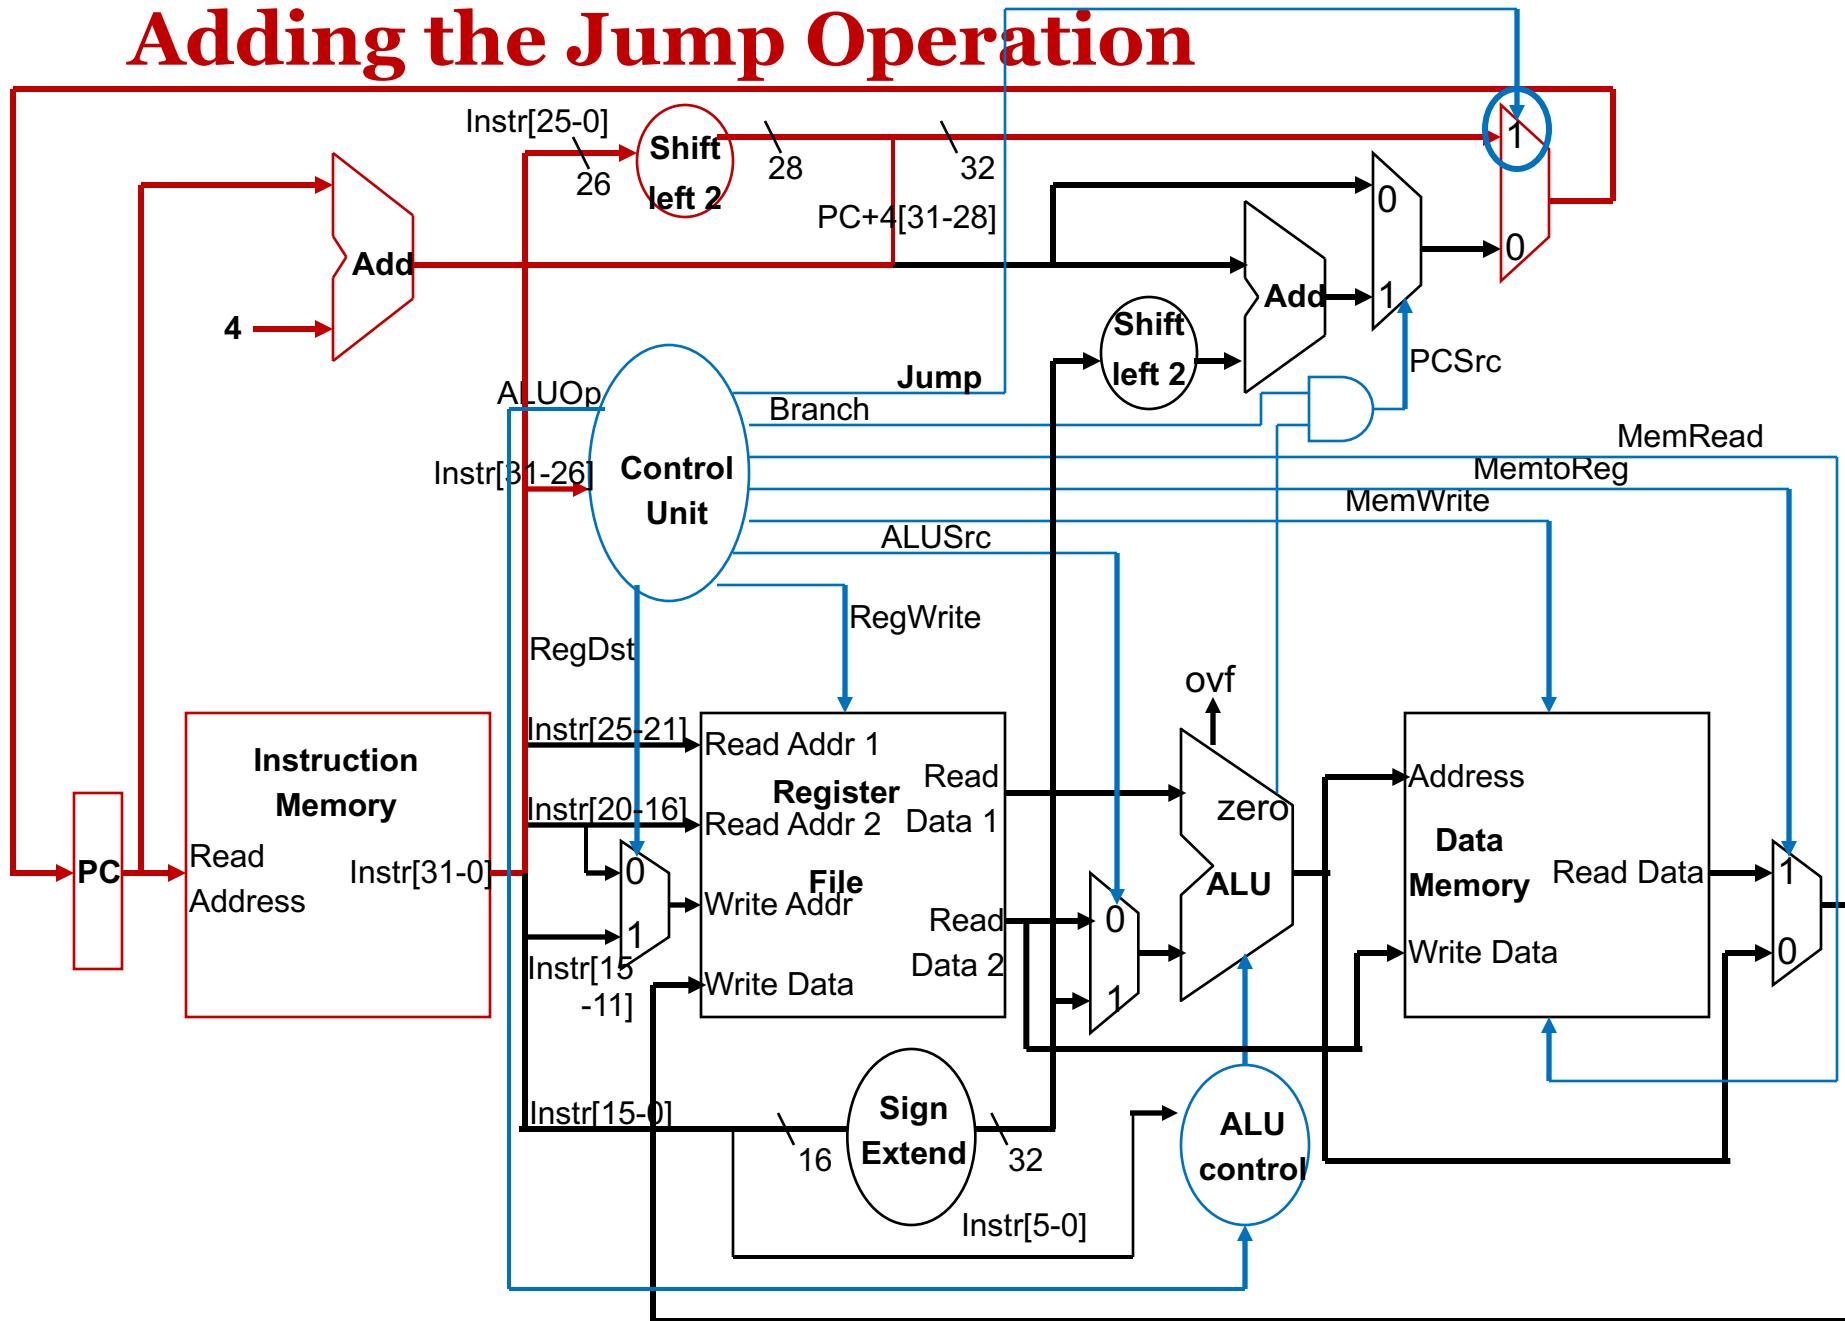 Adding the Jump Operation
Instr[25-0]
26
Shift
left 2
28
32
PC+4[31-28]
1
0
0
1
Add
4
Add
Shift
left 2
PCSrc
Jump
ALUOp
Branch
MemRead
MemtoReg
MemWrite
Instr[31-26]
Control
Unit
ALUSrc
RegWrite
RegDst
ovf
Instruction
Memory
PC
Read
Address
Instr[31-0]
Instr[25-21]
Read Addr 1
Register
File
Instr[20-16]
Read Addr 2
Read
Data 1
0
1
Write Addr
Instr[15
-11]
Write Data
Read
Data 2
0
1
zero
ALU
Address
Data
Memory
Read Data
Write Data
1
0
Instr[15-0]
16
Sign
Extend
32
ALU
control
Instr[5-0]